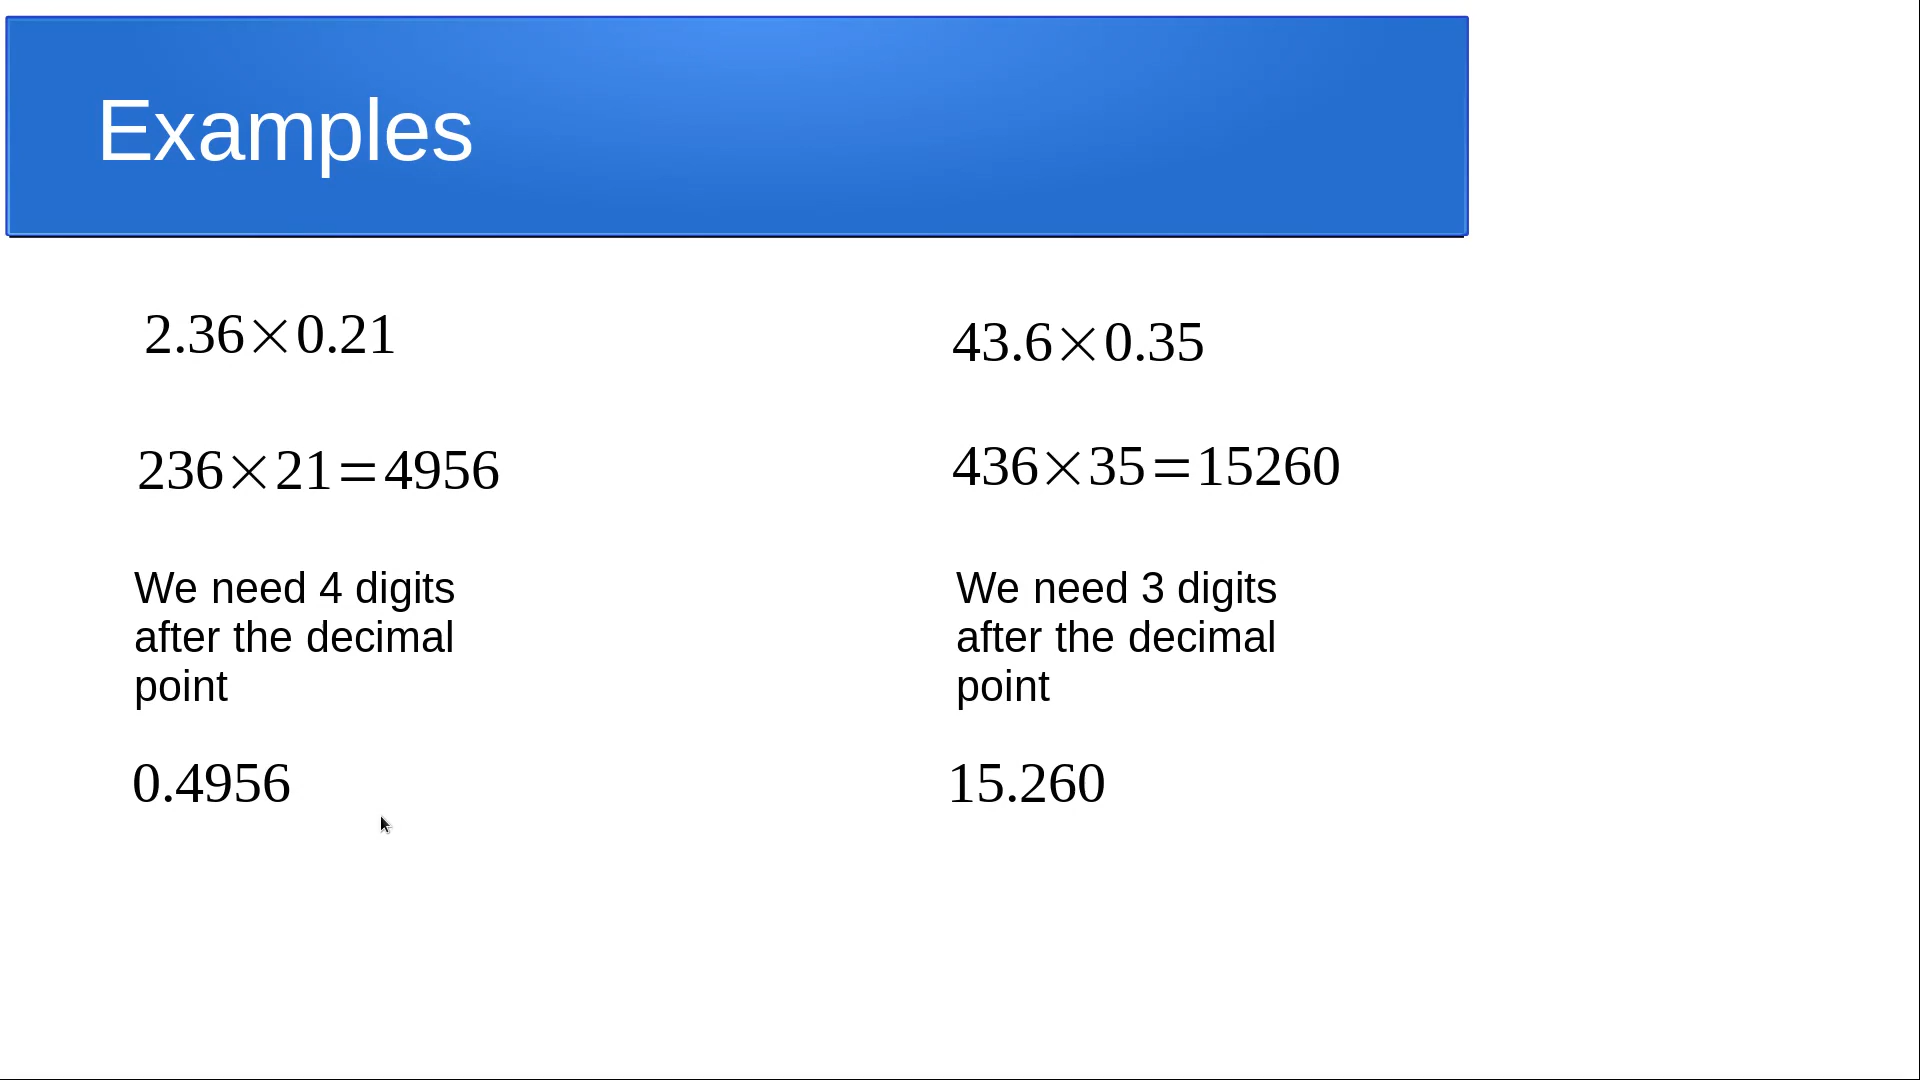 Examples
2.36×0.21
236×21=4956
We need 4 digits
after the decimal
point
0.4956
43.6×0.35
436×35=15260
We need 3 digits
after the decimal
point
15.260